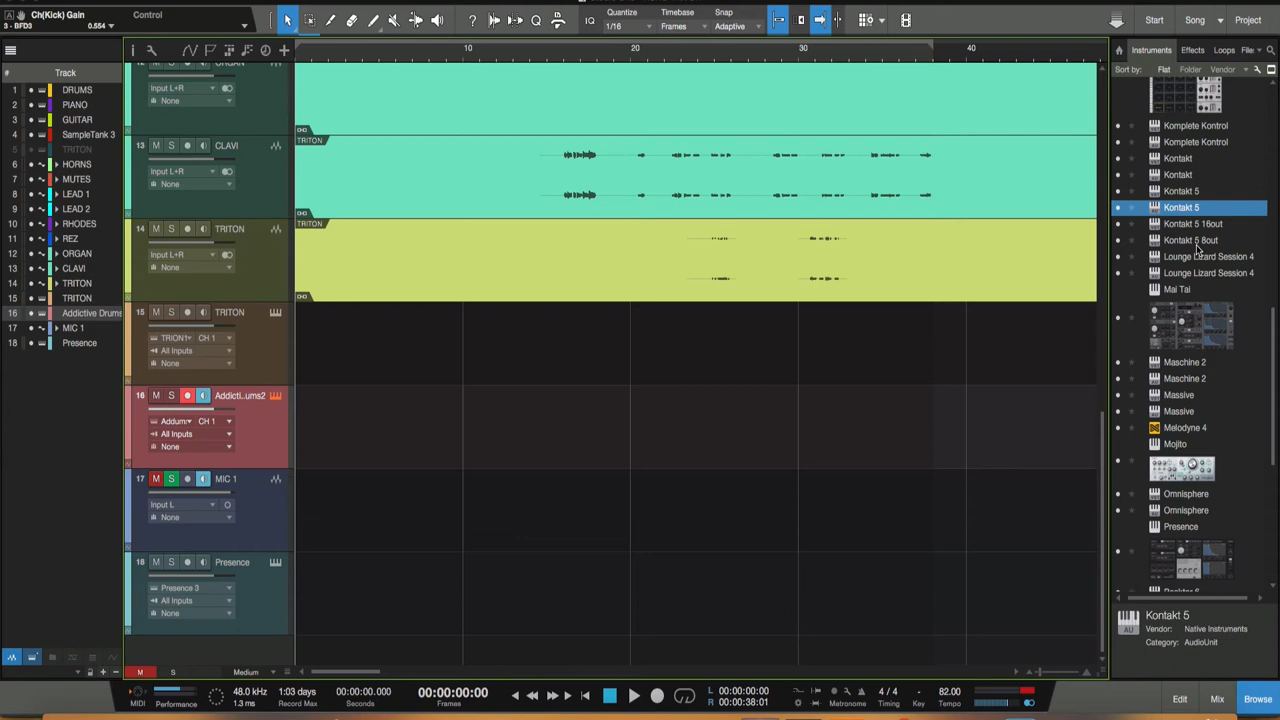 Ch(Kick) Gain Control
3 - BFD3 0.554
IQ Quantize 1/16 Timebase Frames Snap Adaptive
Start Song Project
# Track
1 DRUMS
2 PIANO
3 GUITAR
4 SampleTank 3
5 TRITON
6 HORNS
7 MUTES
8 LEAD 1
9 LEAD 2
10 RHODES
11 REZ
12 ORGAN
13 CLAVI
14 TRITON
15 TRITON
16 Addictive Drums
17 MIC 1
18 Presence
10 20 30 40
12 ORGAN
Input L+R
None
TRITON
13 M S CLAVI
Input L+R
None
TRITON
14 M S TRITON
Input L+R
None
15 M S TRITON
TRION1 CH 1
All Inputs
None
16 M S Addicti..ums2
Addum CH 1
All Inputs
None
17 M S MIC 1
Input L
None
18 M S Presence
Presence 3
All Inputs
None
M S Medium
Instruments Effects Loops File
Sort by: Flat Folder Vendor
Komplete Kontrol
Komplete Kontrol
Kontakt
Kontakt
Kontakt 5
Kontakt 5
Kontakt 5 16out
Kontakt 5 8out
Lounge Lizard Session 4
Lounge Lizard Session 4
Mai Tai
Maschine 2
Maschine 2
Massive
Massive
Melodyne 4
Mojito
Omnisphere
Omnisphere
Presence
Reaktor 6
Kontakt 5
AU
Vendor: Native Instruments
Category: AudioUnit
MIDI Performance
48.0 kHz
1.3 ms
1:03 days
Record Max
00:00:00.000
Seconds
00:00:00:00
Frames
L 00:00:00:00
R 00:00:38:01
Metronome
4 / 4
Timing
-
Key
82.00
Tempo
Edit Mix Browse